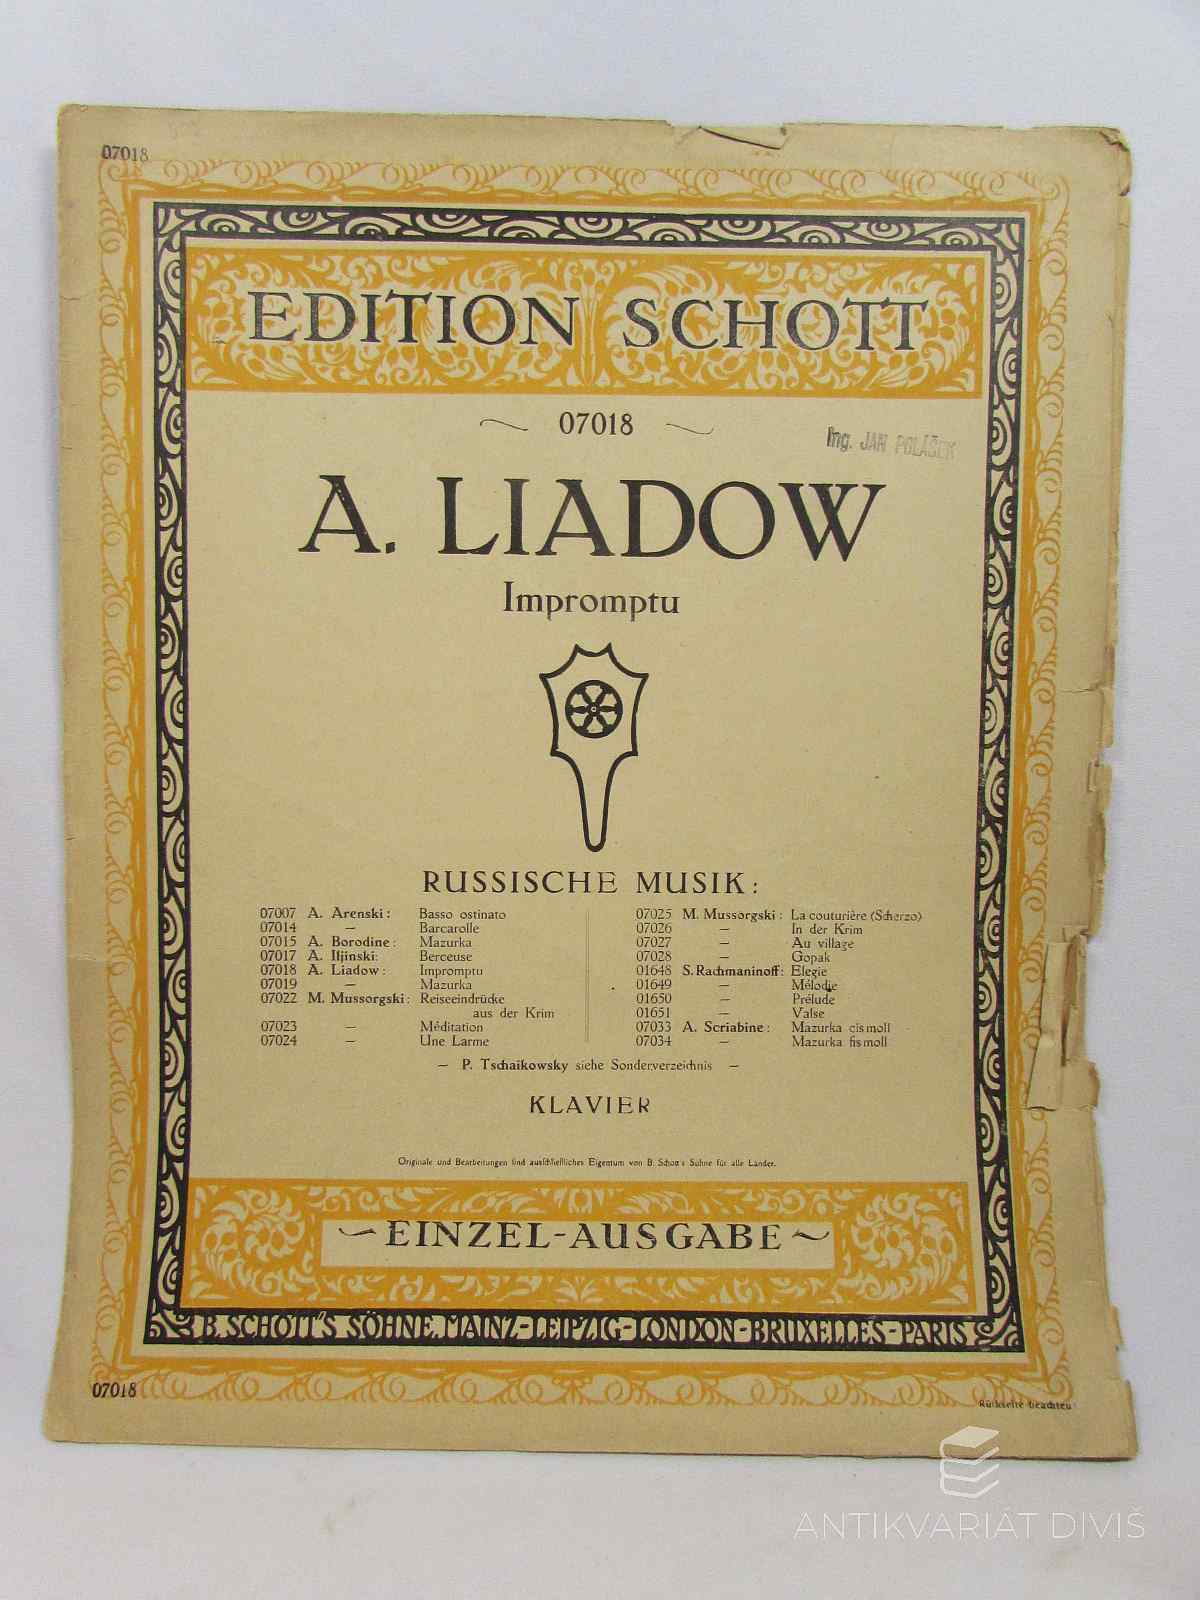 07018
EDITION SCHOTT
07018
Ing. JAN POLÁŠEK
A. LIADOW
Impromptu
RUSSISCHE MUSIK:
07007 A. Arenski: Basso ostinato
07014 — Barcarolle
07015 A. Borodine: Mazurka
07017 A. Iljinski: Berceuse
07018 A. Liadow: Impromptu
07019 — Mazurka
07022 M. Mussorgski: Reiseeindrücke
aus der Krim
07023 — Méditation
07024 — Une Larme
07025 M. Mussorgski: La couturière (Scherzo)
07026 — In der Krim
07027 — Au village
07028 — Gopak
01648 S. Rachmaninoff: Elegie
01649 — Mélodie
01650 — Prélude
01651 — Valse
07033 A. Scriabine: Mazurka cis moll
07034 — Mazurka fis moll
— P. Tschaïkowsky siehe Sonderverzeichnis —
KLAVIER
Originale und Bearbeitungen sind ausschließliches Eigentum von B. Schott's Söhne für alle Länder.
EINZEL-AUSGABE
B. SCHOTT'S SÖHNE. MAINZ-LEIPZIG-LONDON-BRUXELLES-PARIS
07018
Rückseite beachten
ANTIKVARIÁT DIVIŠ